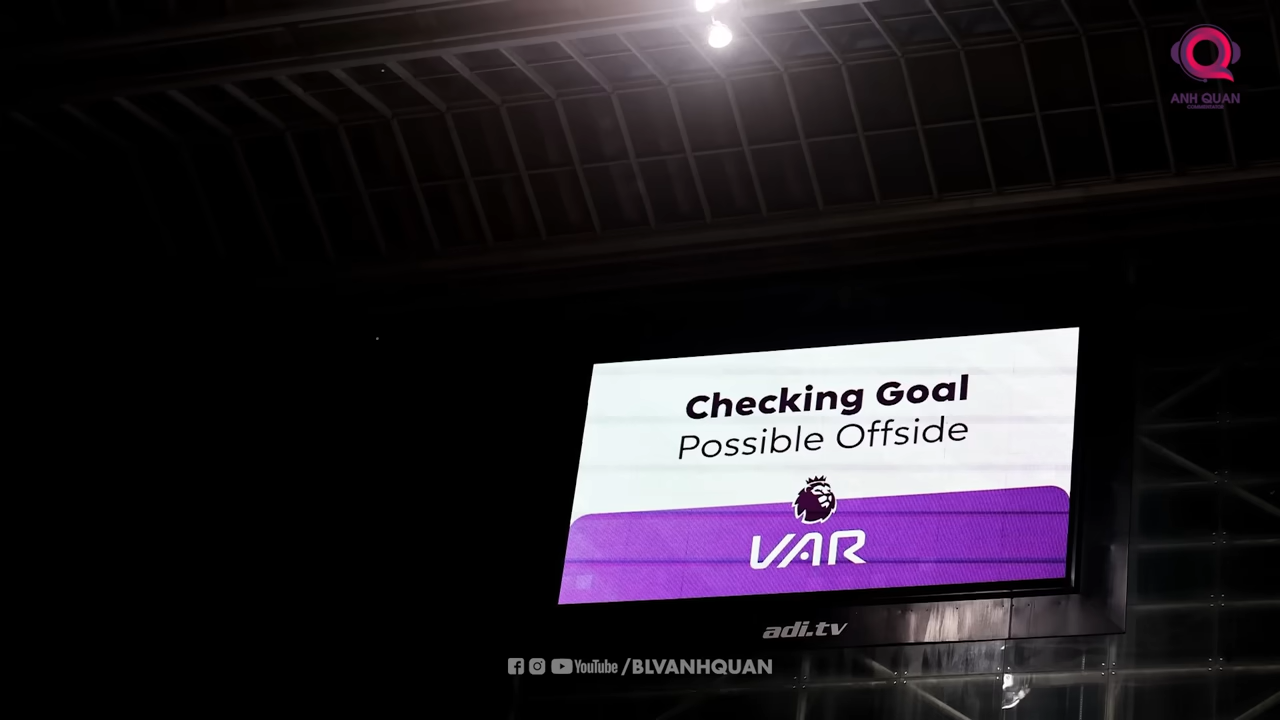 ANH QUAN
Checking Goal
Possible Offside
VAR
adi.tv
YouTube /BLVANHQUAN